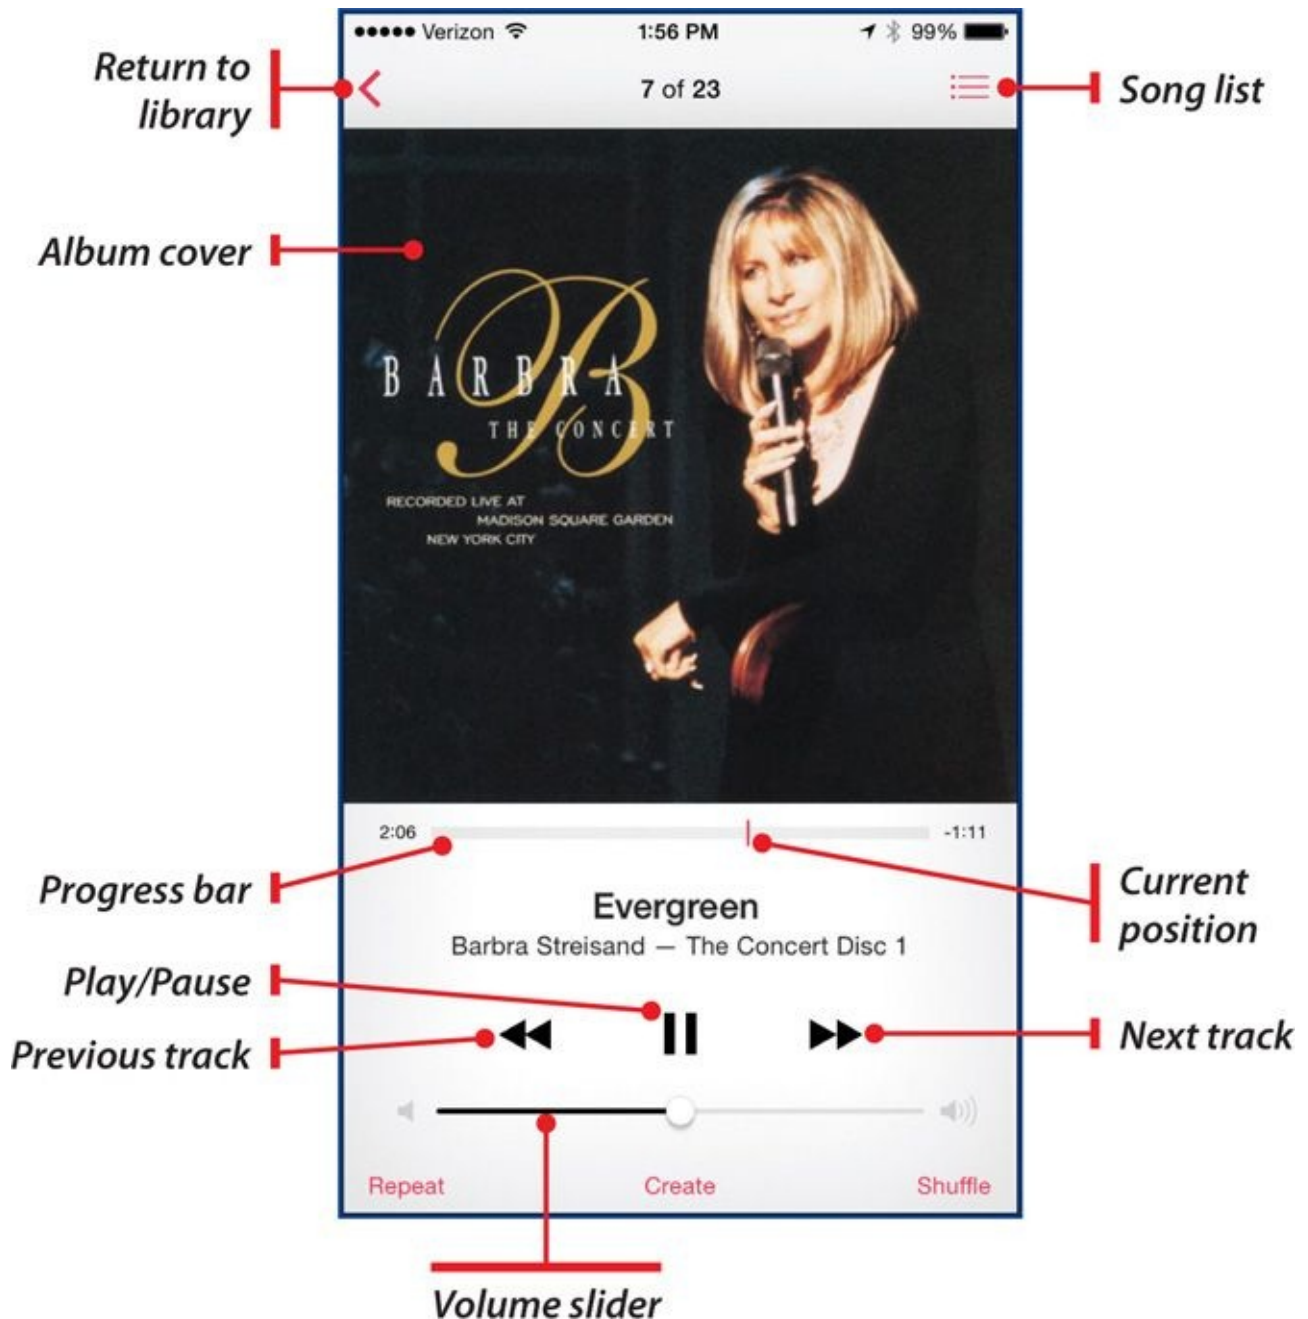 Verizon 1:56 PM 99%
Return to
library
7 of 23
Song list
Album cover
B
BARBRA
THE CONCERT
RECORDED LIVE AT
MADISON SQUARE GARDEN
NEW YORK CITY
2:06 -1:11
Progress bar
Current
position
Evergreen
Barbra Streisand — The Concert Disc 1
Play/Pause
Previous track
Next track
Repeat Create Shuffle
Volume slider